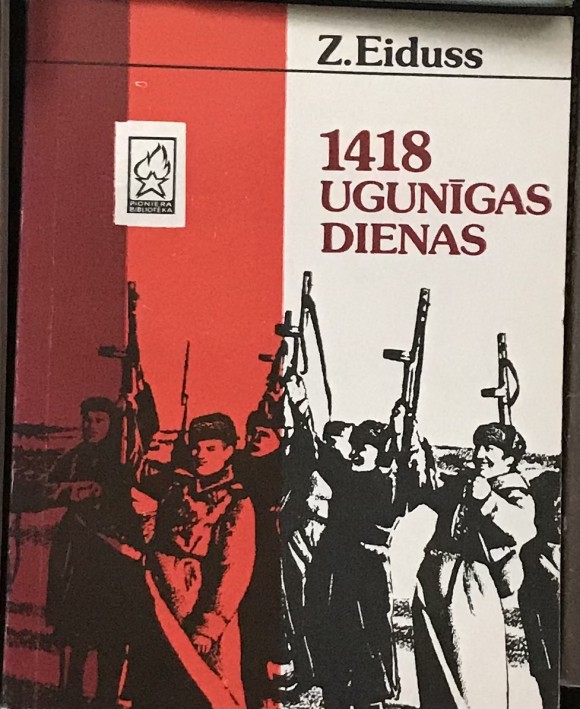 Z.Eiduss
1418
UGUNĪGAS
DIENAS
PIONIERA
BIBLIOTĒKA